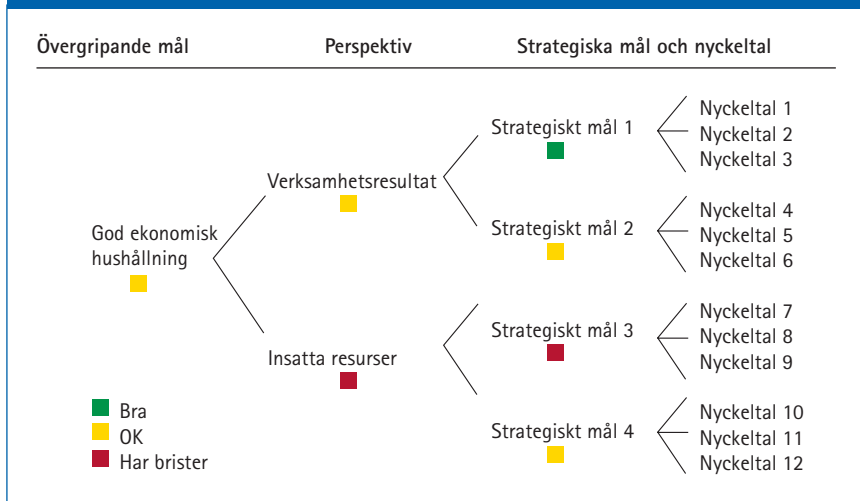 Övergripande mål
Perspektiv
Strategiska mål och nyckeltal
God ekonomisk
hushållning
Verksamhetsresultat
Insatta resurser
Strategiskt mål 1
Nyckeltal 1
Nyckeltal 2
Nyckeltal 3
Strategiskt mål 2
Nyckeltal 4
Nyckeltal 5
Nyckeltal 6
Strategiskt mål 3
Nyckeltal 7
Nyckeltal 8
Nyckeltal 9
Strategiskt mål 4
Nyckeltal 10
Nyckeltal 11
Nyckeltal 12
Bra
OK
Har brister